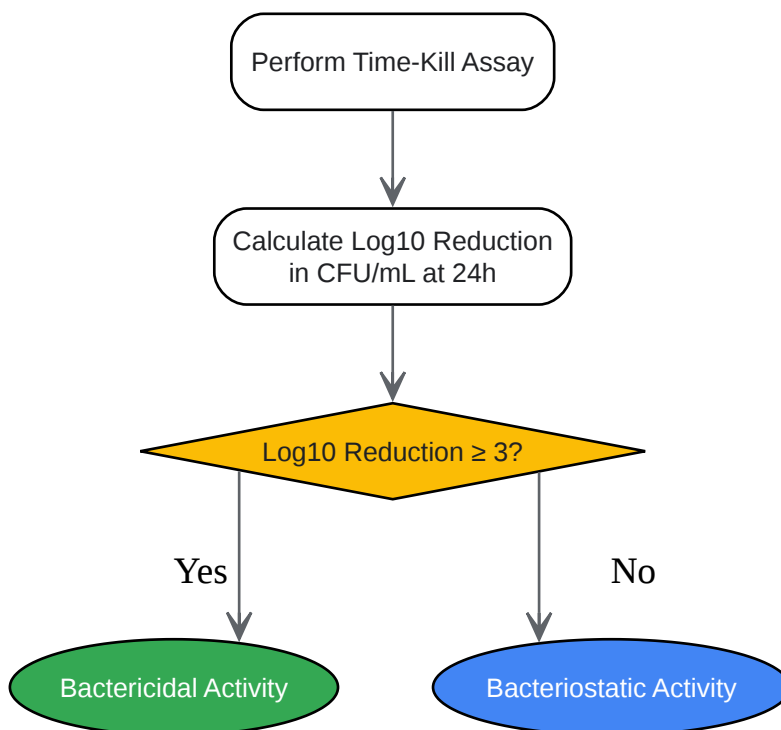 Perform Time-Kill Assay
Calculate Log10 Reduction
in CFU/mL at 24h
Log10 Reduction ≥ 3?
Yes
No
Bactericidal Activity
Bacteriostatic Activity